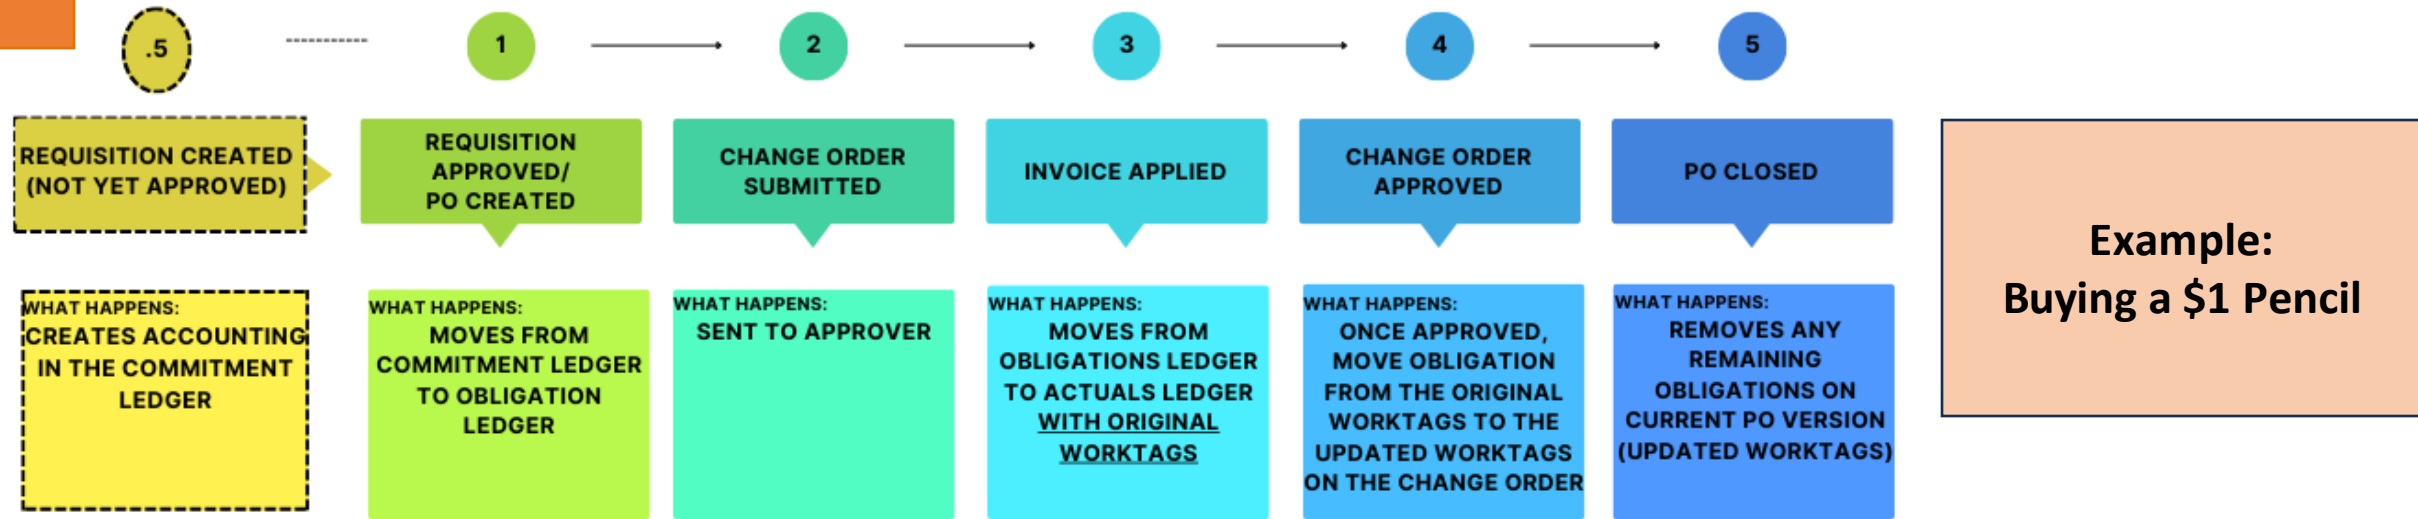 .5
1
2
3
4
5
REQUISITION CREATED
(NOT YET APPROVED)
REQUISITION
APPROVED/
PO CREATED
CHANGE ORDER
SUBMITTED
INVOICE APPLIED
CHANGE ORDER
APPROVED
PO CLOSED
WHAT HAPPENS:
CREATES ACCOUNTING
IN THE COMMITMENT
LEDGER
WHAT HAPPENS:
MOVES FROM
COMMITMENT LEDGER
TO OBLIGATION
LEDGER
WHAT HAPPENS:
SENT TO APPROVER
WHAT HAPPENS:
MOVES FROM
OBLIGATIONS LEDGER
TO ACTUALS LEDGER
WITH ORIGINAL
WORKTAGS
WHAT HAPPENS:
ONCE APPROVED,
MOVE OBLIGATION
FROM THE ORIGINAL
WORKTAGS TO THE
UPDATED WORKTAGS
ON THE CHANGE ORDER
WHAT HAPPENS:
REMOVES ANY
REMAINING
OBLIGATIONS ON
CURRENT PO VERSION
(UPDATED WORKTAGS)
Example:
Buying a $1 Pencil